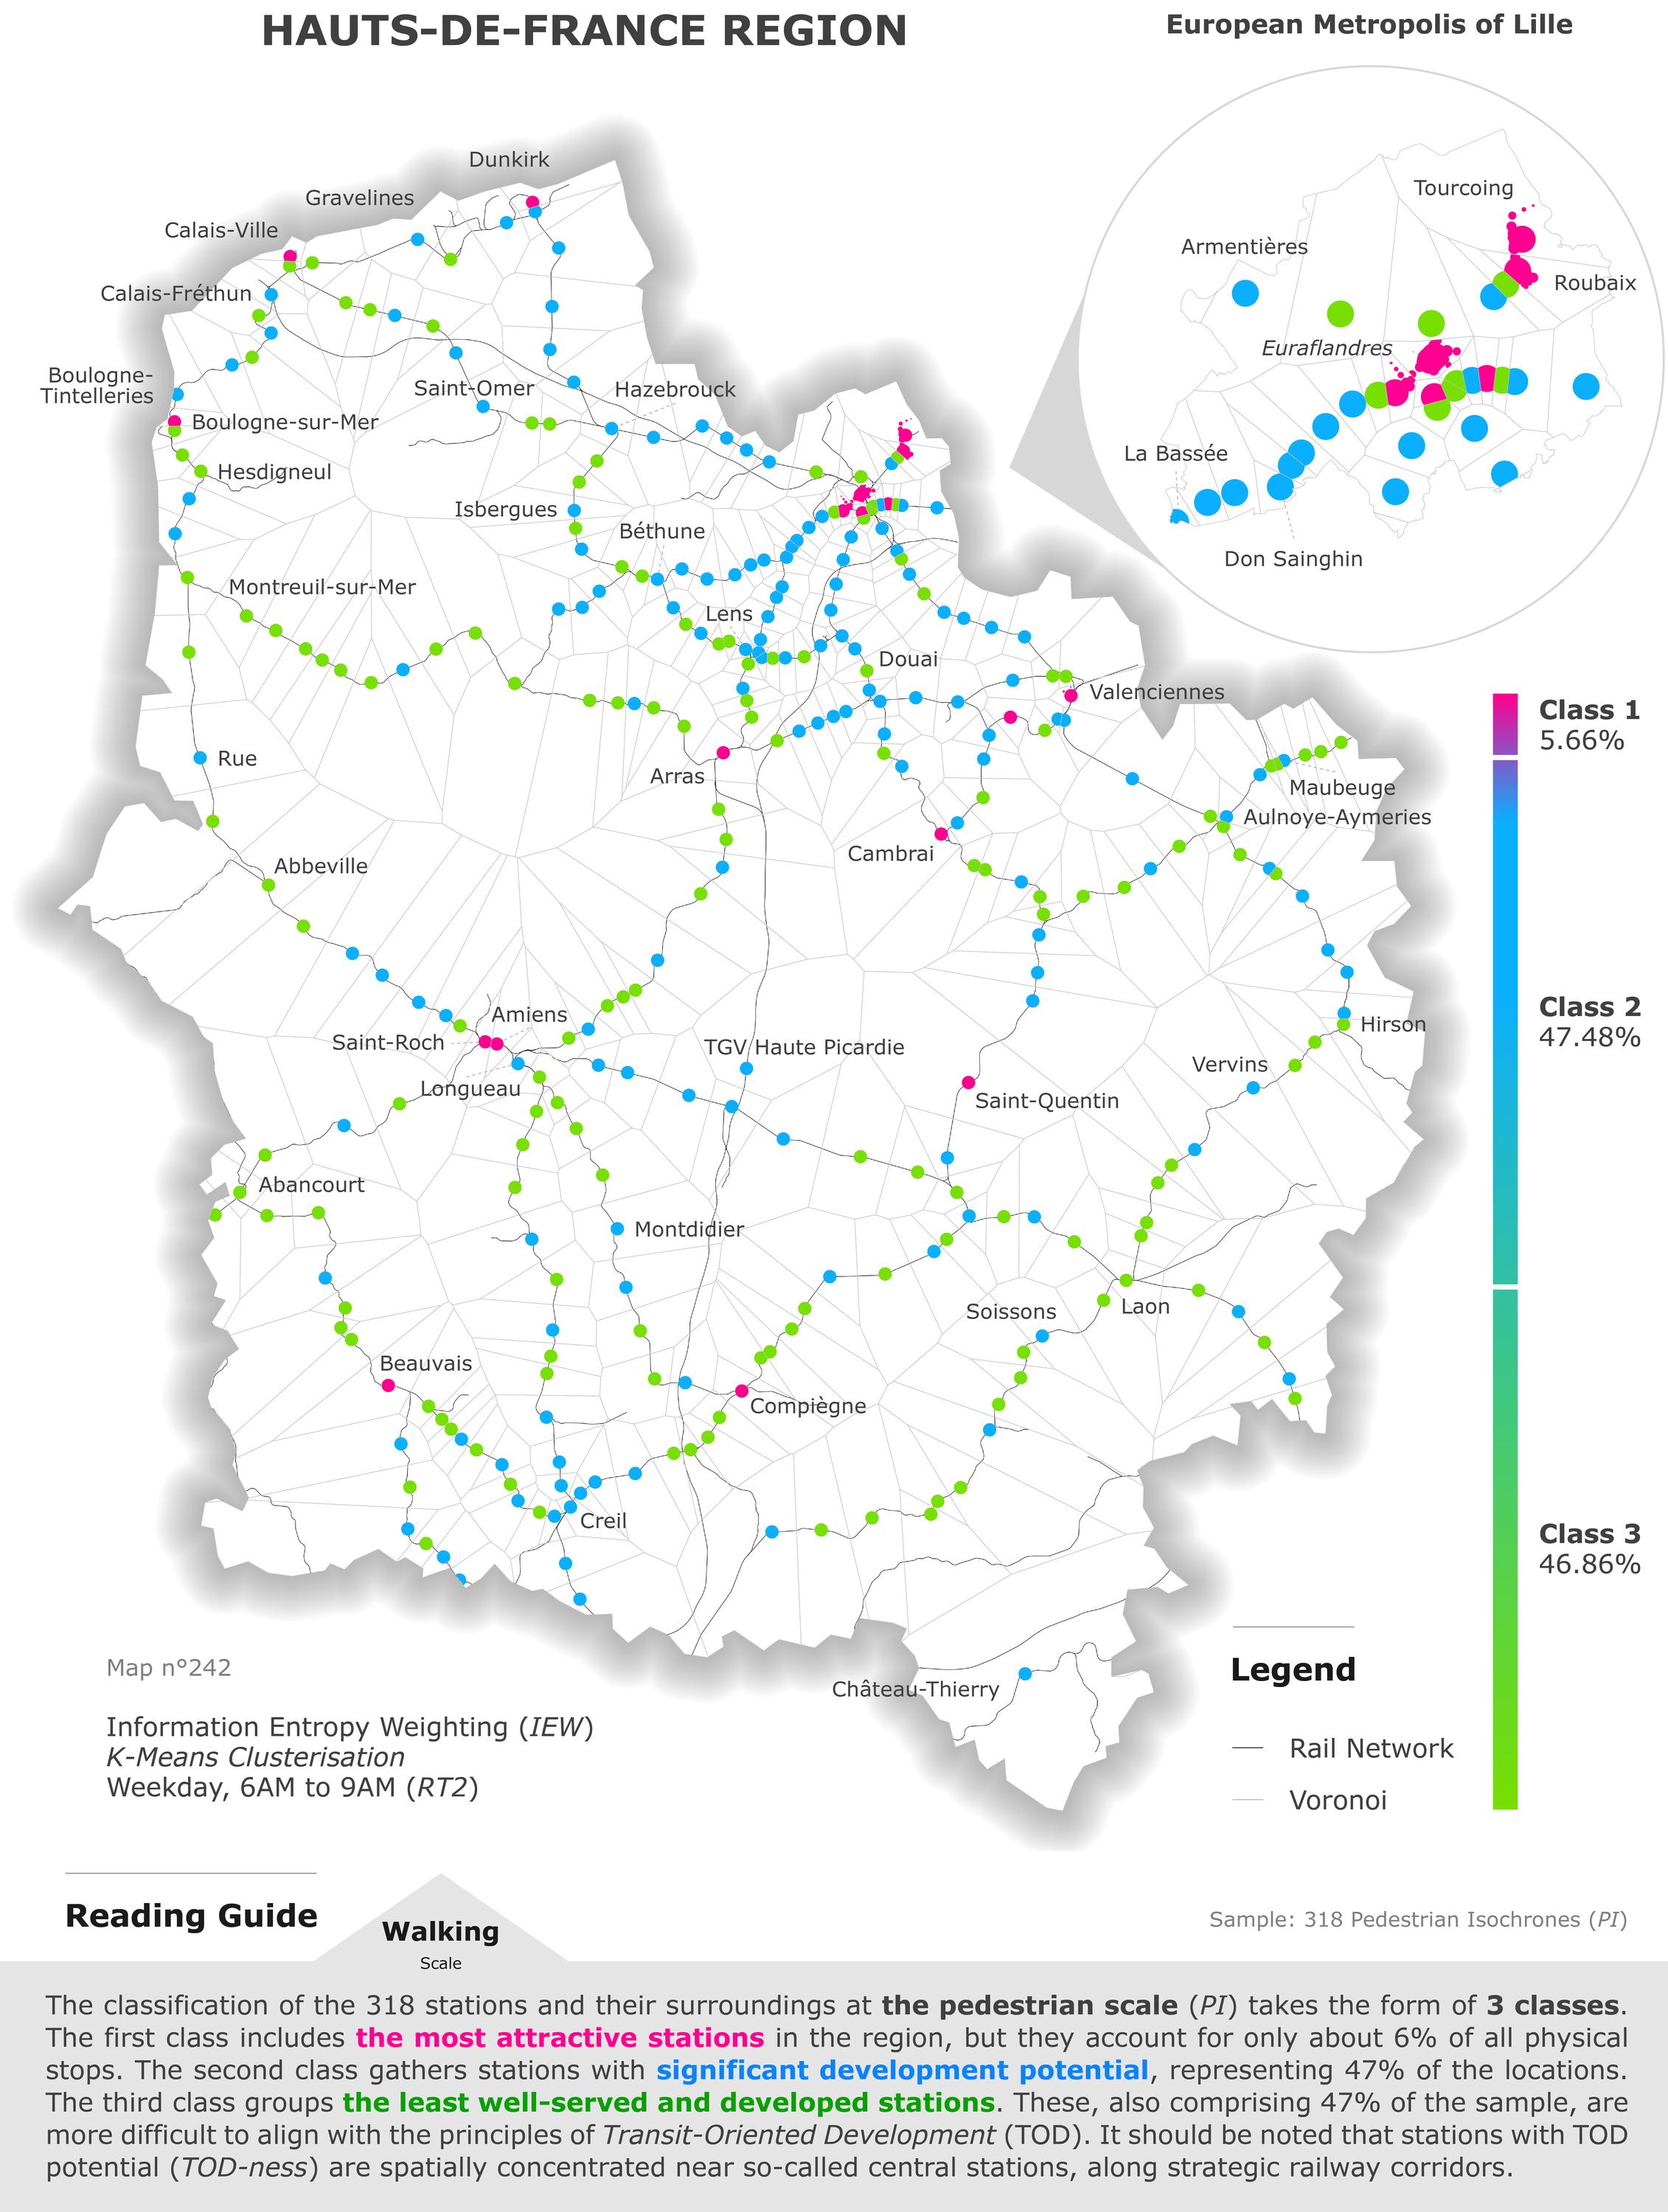 HAUTS-DE-FRANCE REGION
European Metropolis of Lille
Dunkirk
Gravelines
Calais-Ville
Calais-Fréthun
Boulogne-
Tintelleries
Boulogne-sur-Mer
Saint-Omer
Hazebrouck
Hesdigneul
Isbergues
Béthune
Montreuil-sur-Mer
Lens
Douai
Valenciennes
Rue
Arras
Maubeuge
Aulnoye-Aymeries
Cambrai
Abbeville
Amiens
Saint-Roch
TGV Haute Picardie
Hirson
Vervins
Longueau
Saint-Quentin
Abancourt
Montdidier
Soissons
Laon
Beauvais
Compiègne
Creil
Château-Thierry
Tourcoing
Armentières
Roubaix
Euraflandres
La Bassée
Don Sainghin
Class 1
5.66%
Class 2
47.48%
Class 3
46.86%
Legend
Rail Network
Voronoi
Map n°242
Information Entropy Weighting (IEW)
K-Means Clusterisation
Weekday, 6AM to 9AM (RT2)
Reading Guide
Walking
Scale
Sample: 318 Pedestrian Isochrones (PI)
The classification of the 318 stations and their surroundings at the pedestrian scale (PI) takes the form of 3 classes.
The first class includes the most attractive stations in the region, but they account for only about 6% of all physical
stops. The second class gathers stations with significant development potential, representing 47% of the locations.
The third class groups the least well-served and developed stations. These, also comprising 47% of the sample, are
more difficult to align with the principles of Transit-Oriented Development (TOD). It should be noted that stations with TOD
potential (TOD-ness) are spatially concentrated near so-called central stations, along strategic railway corridors.